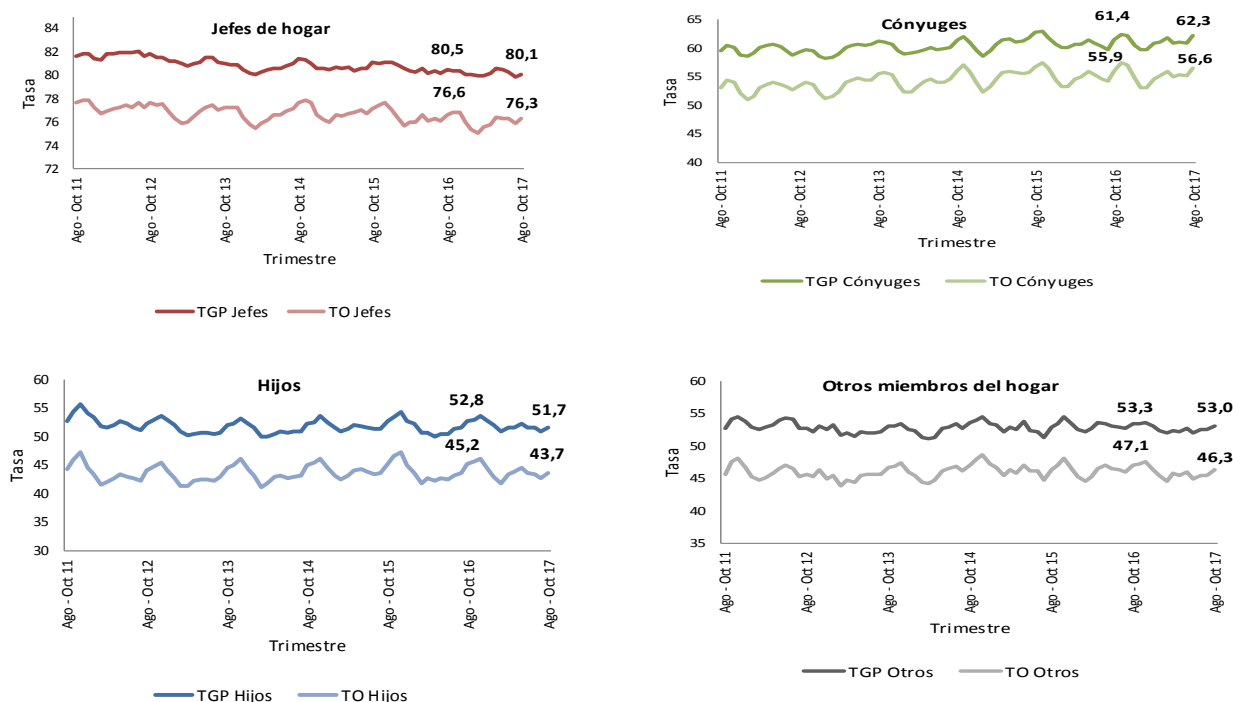 Jefes de hogar
84
82
80
78
76
74
72
Tasa
80,5
80,1
76,6
76,3
Ago - Oct 11
Ago - Oct 12
Ago - Oct 13
Ago - Oct 14
Ago - Oct 15
Ago - Oct 16
Ago - Oct 17
Trimestre
TGP Jefes
TO Jefes
Cónyuges
65
60
55
50
45
40
Tasa
61,4
62,3
55,9
56,6
Ago - Oct 11
Ago - Oct 12
Ago - Oct 13
Ago - Oct 14
Ago - Oct 15
Ago - Oct 16
Ago - Oct 17
Trimestre
TGP Cónyuges
TO Cónyuges
Hijos
60
55
50
45
40
35
30
Tasa
52,8
51,7
45,2
43,7
Ago - Oct 11
Ago - Oct 12
Ago - Oct 13
Ago - Oct 14
Ago - Oct 15
Ago - Oct 16
Ago - Oct 17
Trimestre
TGP Hijos
TO Hijos
Otros miembros del hogar
60
55
50
45
40
35
Tasa
53,3
53,0
47,1
46,3
Ago - Oct 11
Ago - Oct 12
Ago - Oct 13
Ago - Oct 14
Ago - Oct 15
Ago - Oct 16
Ago - Oct 17
Trimestre
TGP Otros
TO Otros